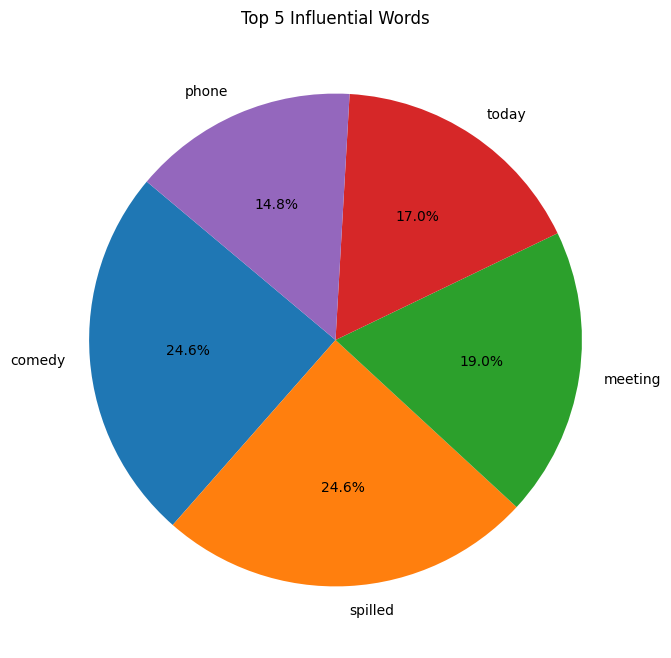 Top 5 Influential Words
phone
today
14.8%
17.0%
comedy
24.6%
19.0%
meeting
24.6%
spilled